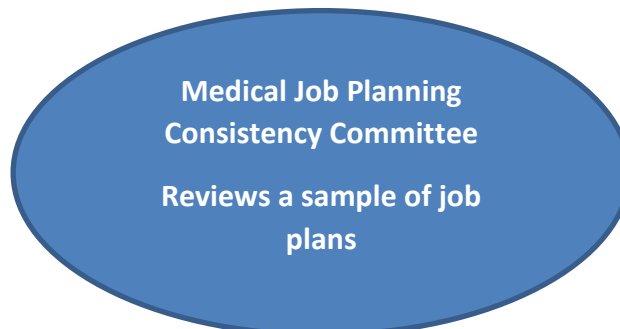 Medical Job Planning
Consistency Committee
Reviews a sample of job
plans